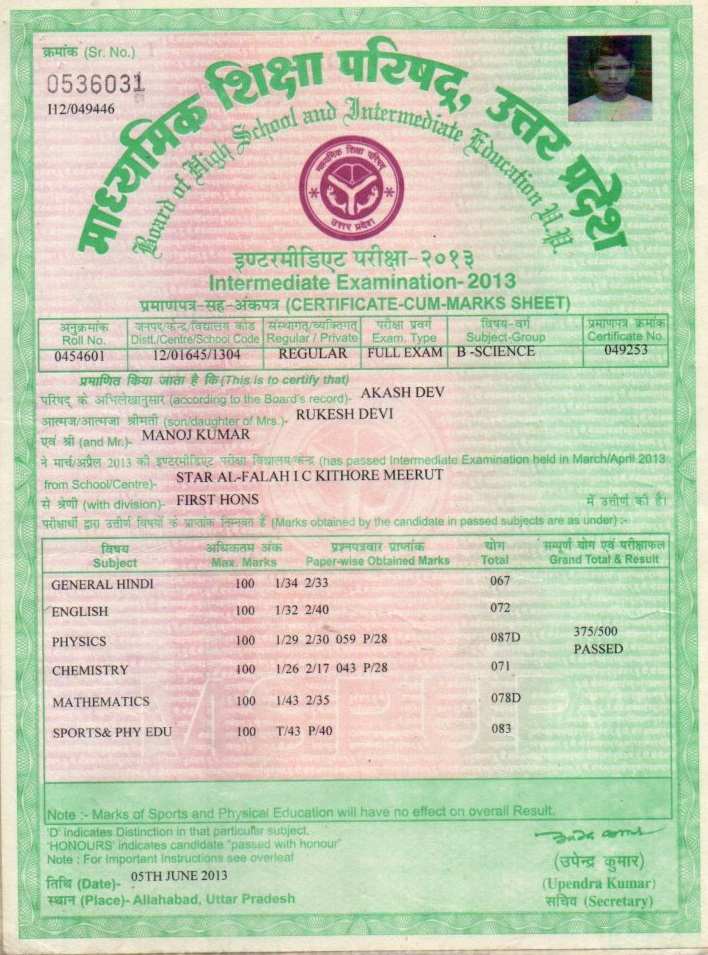 क्रमांक (Sr. No.)
0536031
I12/049446
माध्यमिक शिक्षा परिषद्, उत्तर प्रदेश
Board of High School and Intermediate Education U.P.
माध्यमिक शिक्षा परिषद्
उत्तर प्रदेश
इण्टरमीडिएट परीक्षा-२०१३
Intermediate Examination-2013
प्रमाणपत्र-सह-अंकपत्र (CERTIFICATE-CUM-MARKS SHEET)
अनुक्रमांक जनपद/केन्द्र/विद्यालय कोड संस्थागत/व्यक्तिगत परीक्षा प्रवर्ग विषय-वर्ग प्रमाणपत्र क्रमांक
Roll No. Distt./Centre/School Code Regular / Private Exam. Type Subject-Group Certificate No.
0454601 12/01645/1304 REGULAR FULL EXAM B -SCIENCE 049253
प्रमाणित किया जाता है कि (This is to certify that)
परिषद् के अभिलेखानुसार (according to the Board's record)- AKASH DEV
आत्मज/आत्मजा श्रीमती (son/daughter of Mrs.)- RUKESH DEVI
एवं श्री (and Mr.)- MANOJ KUMAR
ने मार्च/अप्रैल 2013 की इण्टरमीडिएट परीक्षा विद्यालय/केन्द्र (has passed Intermediate Examination held in March/April 2013
from School/Centre)- STAR AL-FALAH I C KITHORE MEERUT
से श्रेणी (with division)- FIRST HONS में उत्तीर्ण की है।
परीक्षार्थी द्वारा उत्तीर्ण विषयों के प्राप्तांक निम्नवत हैं (Marks obtained by the candidate in passed subjects are as under) :-
विषय अधिकतम अंक प्रश्नपत्रवार प्राप्तांक योग सम्पूर्ण योग एवं परीक्षाफल
Subject Max. Marks Paper-wise Obtained Marks Total Grand Total & Result
GENERAL HINDI 100 1/34 2/33 067
ENGLISH 100 1/32 2/40 072
PHYSICS 100 1/29 2/30 059 P/28 087D 375/500
PASSED
CHEMISTRY 100 1/26 2/17 043 P/28 071
MATHEMATICS 100 1/43 2/35 078D
SPORTS& PHY EDU 100 T/43 P/40 083
Note :- Marks of Sports and Physical Education will have no effect on overall Result.
'D' indicates Distinction in that particular subject.
'HONOURS' indicates candidate "passed with honour"
Note : For Important Instructions see overleaf
तिथि (Date)- 05TH JUNE 2013
स्थान (Place)- Allahabad, Uttar Pradesh
(उपेन्द्र कुमार)
(Upendra Kumar)
सचिव (Secretary)